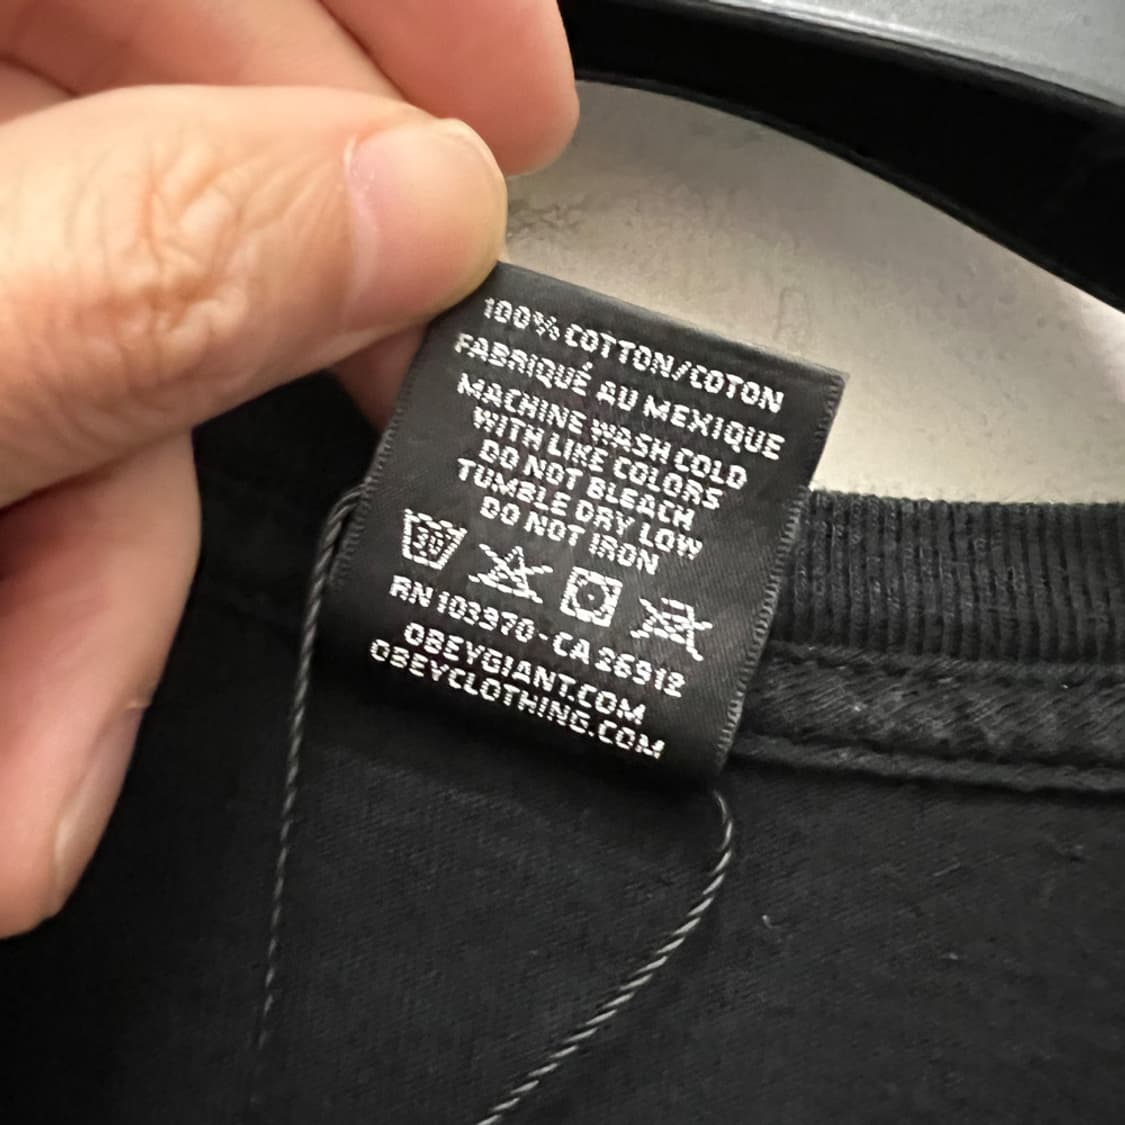 100% COTTON/COTON
FABRIQUÉ AU MEXIQUE
MACHINE WASH COLD
WITH LIKE COLORS
DO NOT BLEACH
TUMBLE DRY LOW
DO NOT IRON
30
RN 103970 - CA 26912
OBEYGIANT.COM
OBEYCLOTHING.COM